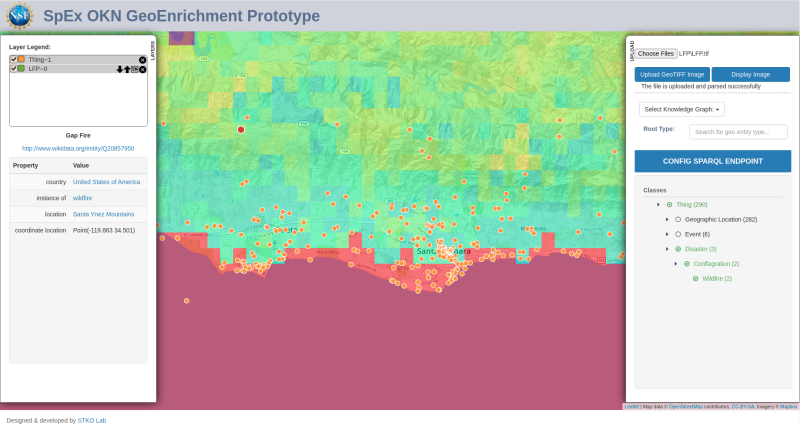 NSF
SpEx OKN GeoEnrichment Prototype
Layer Legend:
LAYERS
Thing--1
LFP--0
Gap Fire
http://www.wikidata.org/entity/Q20857950
Property Value
country United States of America
instance of wildfire
location Santa Ynez Mountains
coordinate location Point(-119.863 34.501)
UPLOAD
Choose Files LFP\LFP.tif
Upload GeoTIFF Image
Display Image
The file is uploaded and parsed successfully
Select Knowledge Graph:
Root Type:
Search for geo entity type...
CONFIG SPARQL ENDPOINT
Classes
Thing (290)
Geographic Location (282)
Event (6)
Disaster (3)
Conflagration (2)
Wildfire (2)
Leaflet | Map data © OpenStreetMap contributors, CC-BY-SA, Imagery © Mapbox
Designed & developed by STKO Lab